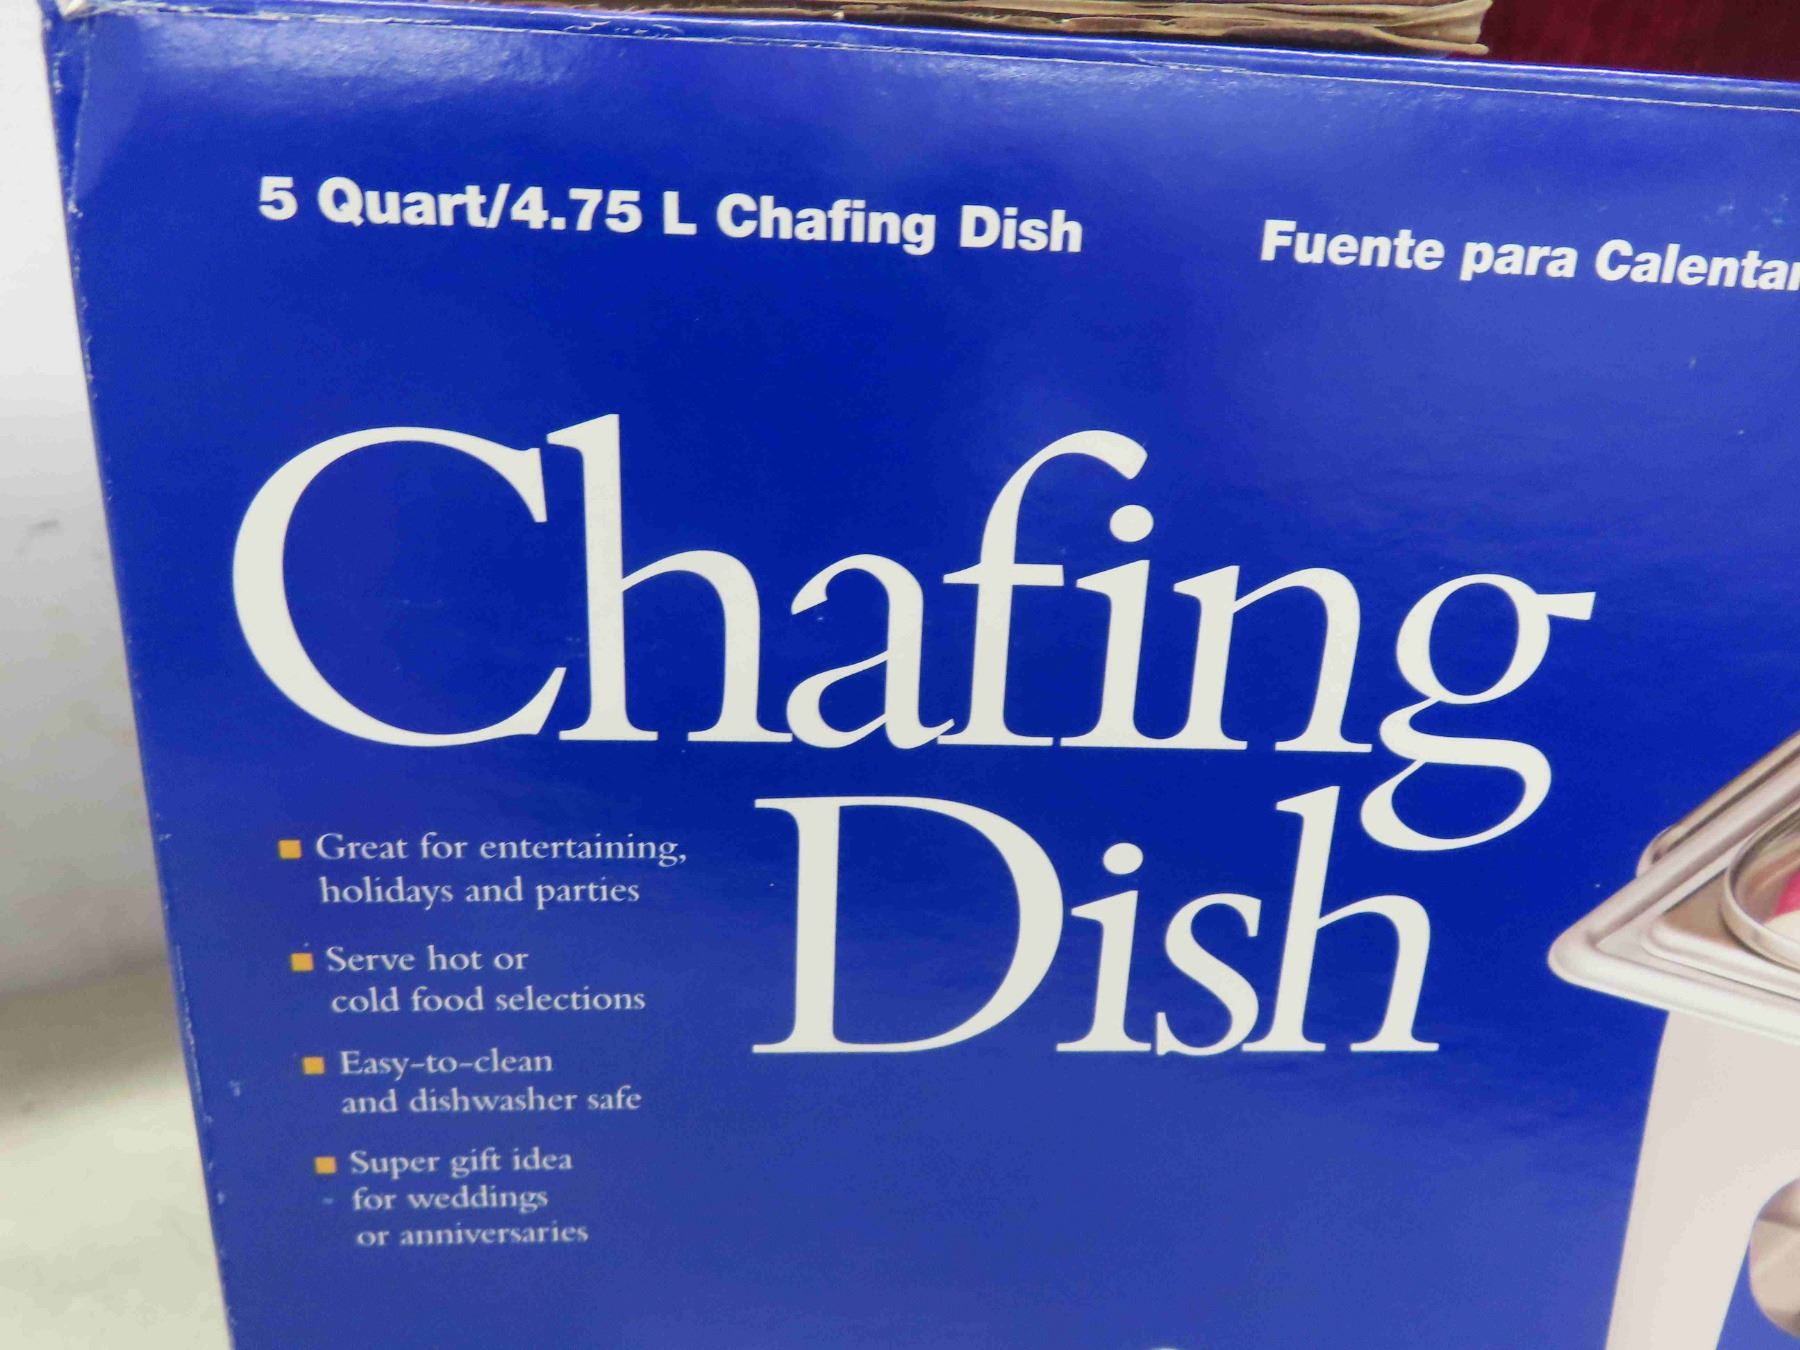 5 Quart/4.75 L Chafing Dish
Fuente para Calentar
Chafing
Dish
Great for entertaining,
holidays and parties
Serve hot or
cold food selections
Easy-to-clean
and dishwasher safe
Super gift idea
for weddings
or anniversaries